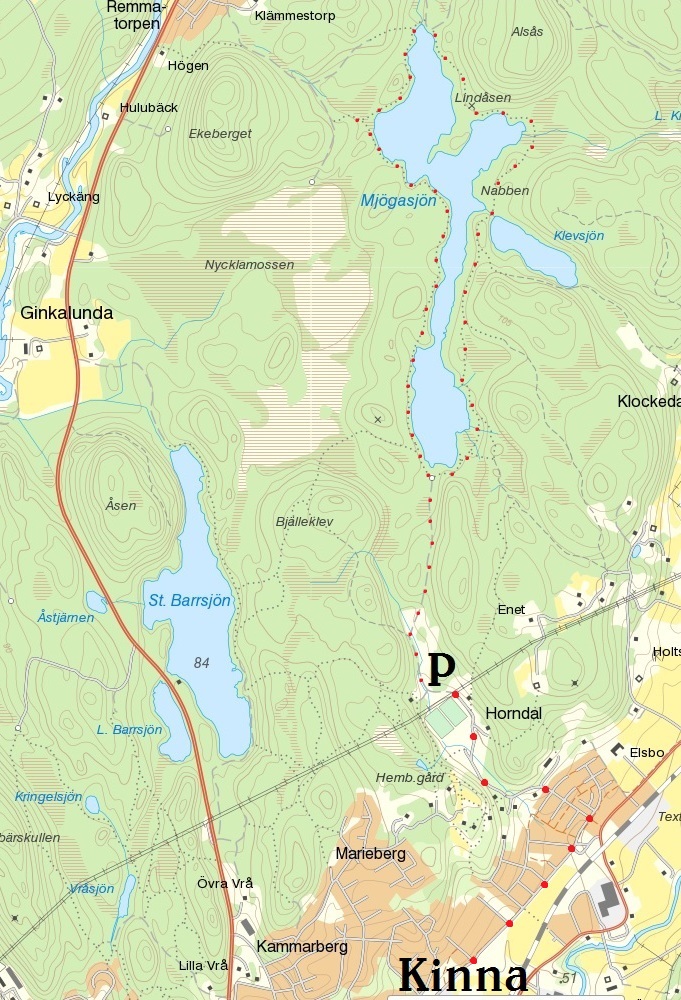 Remma-
torpen
Klämmestorp
Alsås
Högen
Lindåsen
Hulubäck
Ekeberget
Lyckäng
Mjögasjön
Nabben
Klevsjön
Nycklamossen
Ginkalunda
105
Klockeda
Åsen
Bjälleklev
St. Barrsjön
Åstjärnen
Enet
84
P
Holts
L. Barrsjön
Horndal
Elsbo
Hemb.gård
Kringelsjön
Text
bärskullen
Marieberg
Övra Vrå
Vråsjön
Kammarberg
Lilla Vrå
Kinna
51